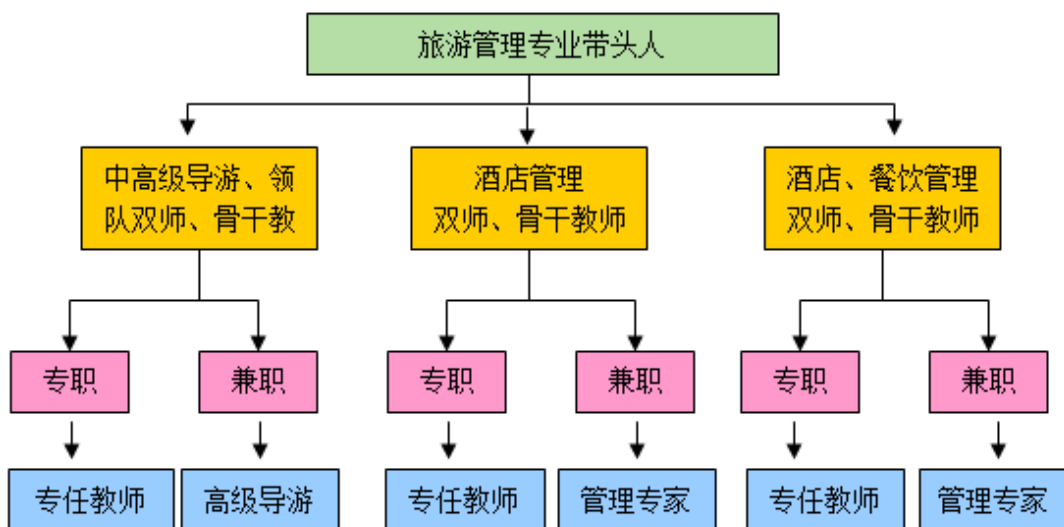 旅游管理专业带头人
中高级导游、领
队双师、骨干教
酒店管理
双师、骨干教师
酒店、餐饮管理
双师、骨干教师
专职
兼职
专职
兼职
专职
兼职
专任教师
高级导游
专任教师
管理专家
专任教师
管理专家